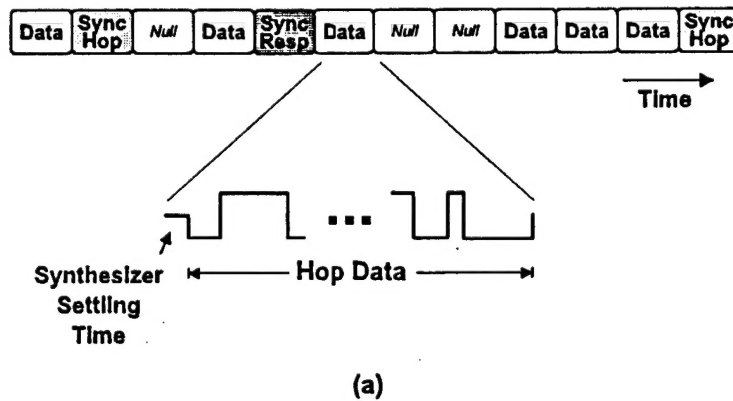 Data Sync Hop Null Data Sync Resp Data Null Null Data Data Data Sync Hop
Time
Synthesizer
Settling
Time
Hop Data
(a)